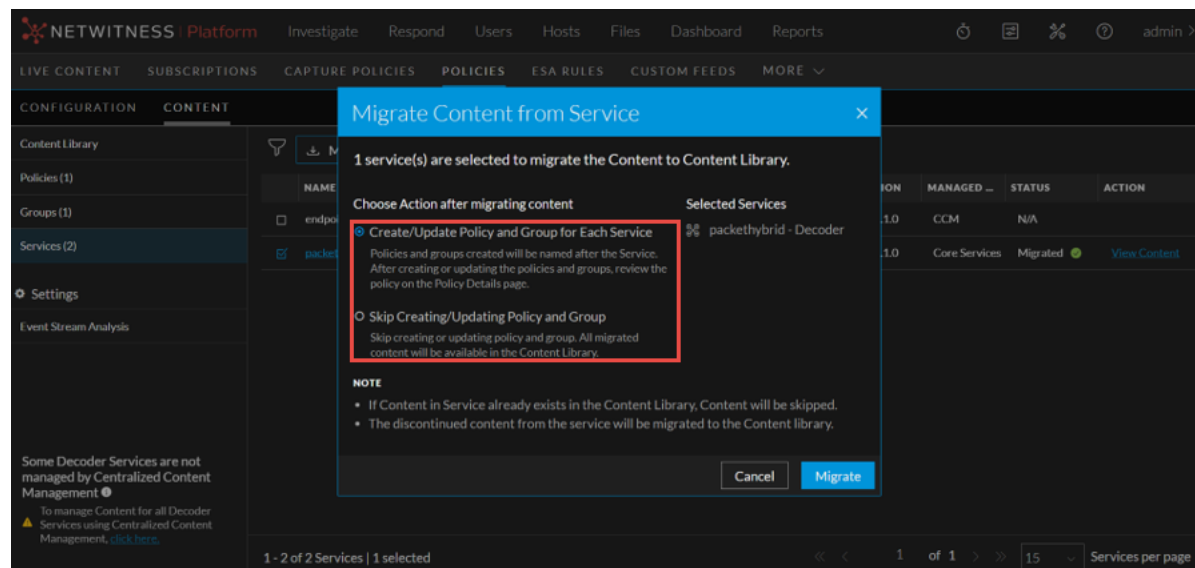 NETWITNESS Platform Investigate Respond Users Hosts Files Dashboard Reports admin
LIVE CONTENT SUBSCRIPTIONS CAPTURE POLICIES POLICIES ESA RULES CUSTOM FEEDS MORE
CONFIGURATION CONTENT
Content Library
Policies (1)
Groups (1)
Services (2)
Settings
Event Stream Analysis
Some Decoder Services are not
managed by Centralized Content
Management
To manage Content for all Decoder
Services using Centralized Content
Management, click here.
M
NAME ION MANAGED ... STATUS ACTION
endpoi 1.0 CCM N/A
packet 1.0 Core Services Migrated View Content
Migrate Content from Service
1 service(s) are selected to migrate the Content to Content Library.
Choose Action after migrating content
Create/Update Policy and Group for Each Service
Policies and groups created will be named after the Service.
After creating or updating the policies and groups, review the
policy on the Policy Details page.
Skip Creating/Updating Policy and Group
Skip creating or updating policy and group. All migrated
content will be available in the Content Library.
Selected Services
packethybrid - Decoder
NOTE
• If Content in Service already exists in the Content Library, Content will be skipped.
• The discontinued content from the service will be migrated to the Content library.
Cancel Migrate
1 - 2 of 2 Services | 1 selected
« < 1 of 1 > » 15 Services per page